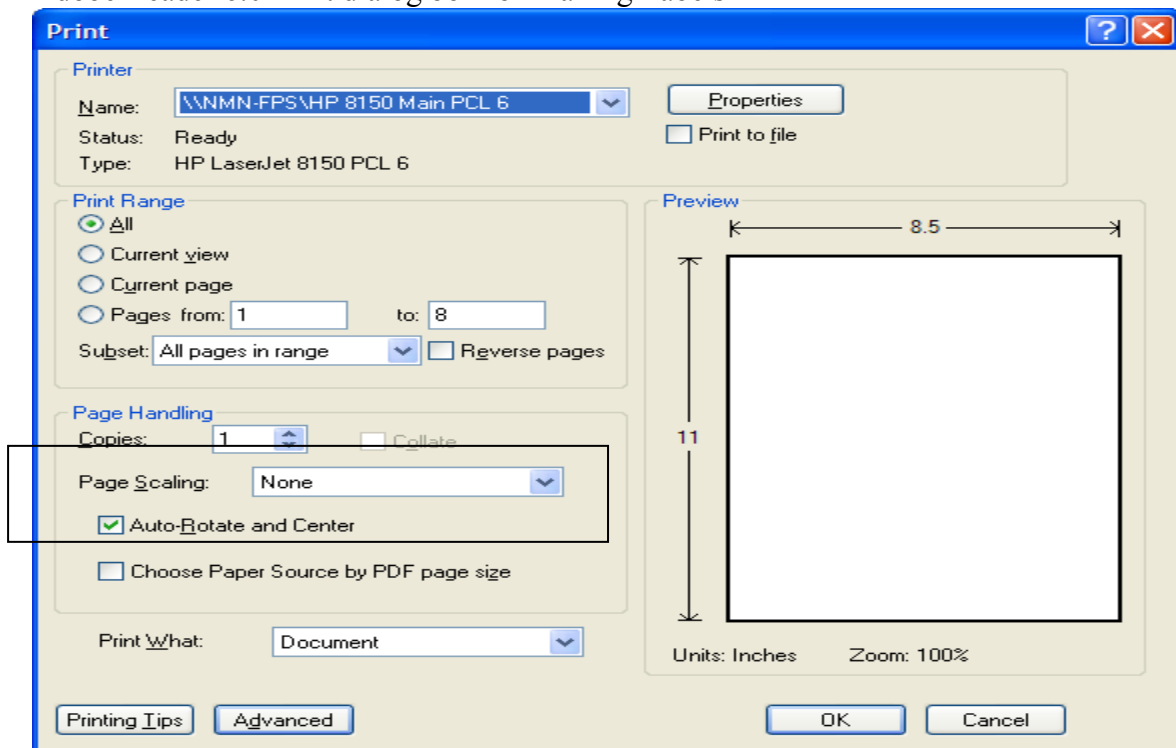 Print
Printer
Name: \\NMN-FPS\HP 8150 Main PCL 6
Properties
Status: Ready
Print to file
Type: HP LaserJet 8150 PCL 6
Print Range
All
Current view
Current page
Pages from: 1 to: 8
Subset: All pages in range Reverse pages
Page Handling
Copies: 1 Collate
Page Scaling: None
Auto-Rotate and Center
Choose Paper Source by PDF page size
Print What: Document
Preview
8.5
11
Units: Inches Zoom: 100%
Printing Tips Advanced OK Cancel